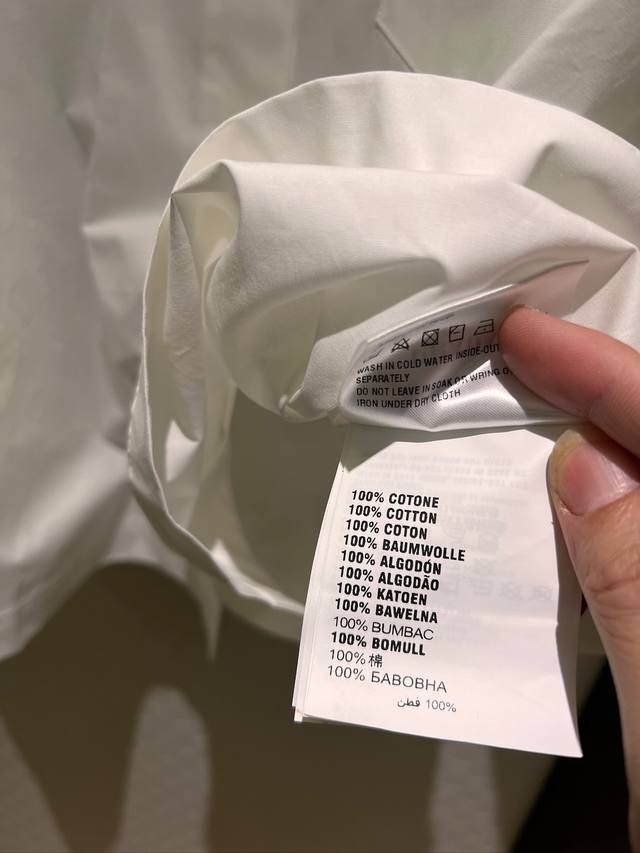 WASH IN COLD WATER INSIDE-OUT
SEPARATELY
DO NOT LEAVE IN SOAK OR WRING
IRON UNDER DRY CLOTH
100% COTONE
100% COTTON
100% COTON
100% BAUMWOLLE
100% ALGODÓN
100% ALGODÃO
100% KATOEN
100% BAWELNA
100% BUMBAC
100% BOMULL
100% 棉
100% БАВОВНА
100% قطن